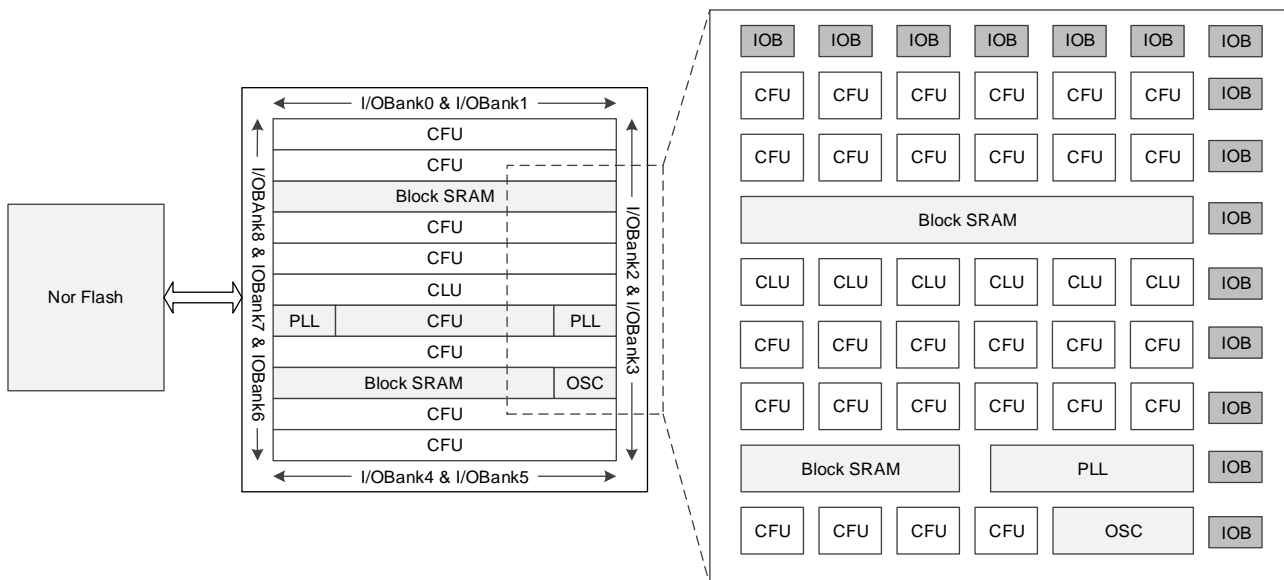 I/OBank0 & I/OBank1
CFU
CFU
Block SRAM
CFU
CFU
CLU
PLL CFU PLL
CFU
Block SRAM OSC
CFU
CFU
I/OBank4 & I/OBank5
I/OBAnk8 & IOBank7 & IOBank6
I/OBank2 & I/OBank3
Nor Flash
IOB IOB IOB IOB IOB IOB IOB
CFU CFU CFU CFU CFU CFU IOB
CFU CFU CFU CFU CFU CFU IOB
Block SRAM IOB
CLU CLU CLU CLU CLU CLU IOB
CFU CFU CFU CFU CFU CFU IOB
CFU CFU CFU CFU CFU CFU IOB
Block SRAM PLL IOB
CFU CFU CFU CFU OSC IOB